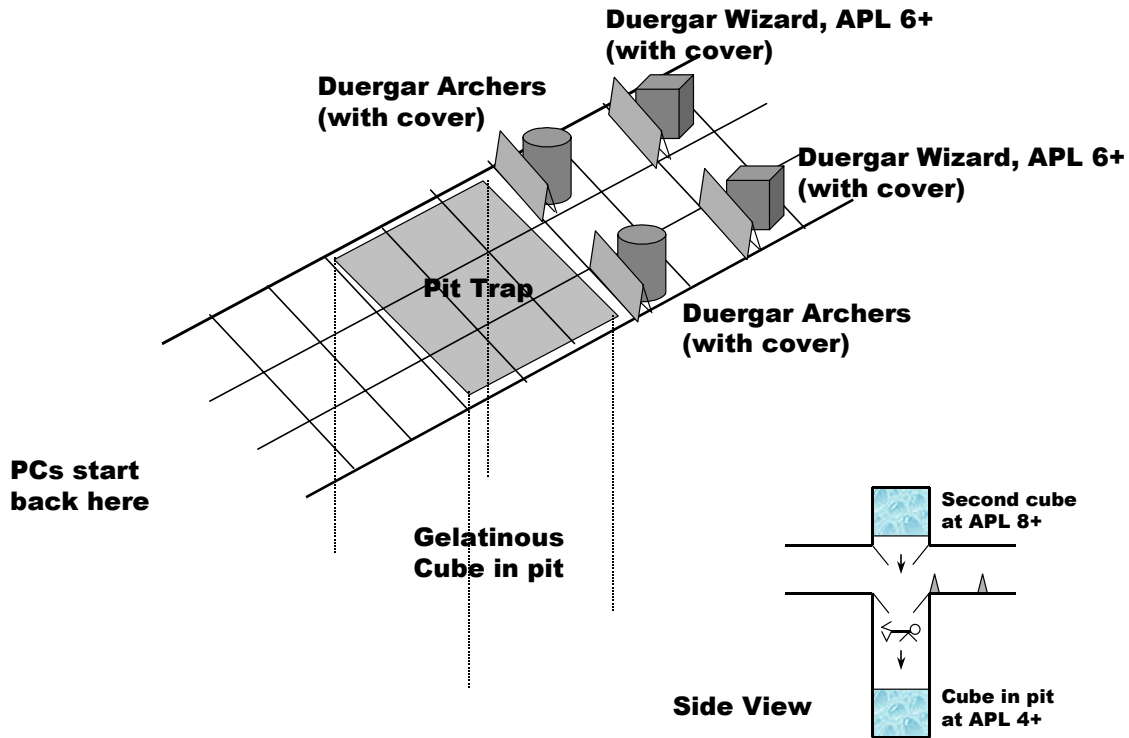 Duergar Wizard, APL 6+
(with cover)
Duergar Archers
(with cover)
Duergar Wizard, APL 6+
(with cover)
Pit Trap
Duergar Archers
(with cover)
PCs start
back here
Gelatinous
Cube in pit
Second cube
at APL 8+
Side View
Cube in pit
at APL 4+